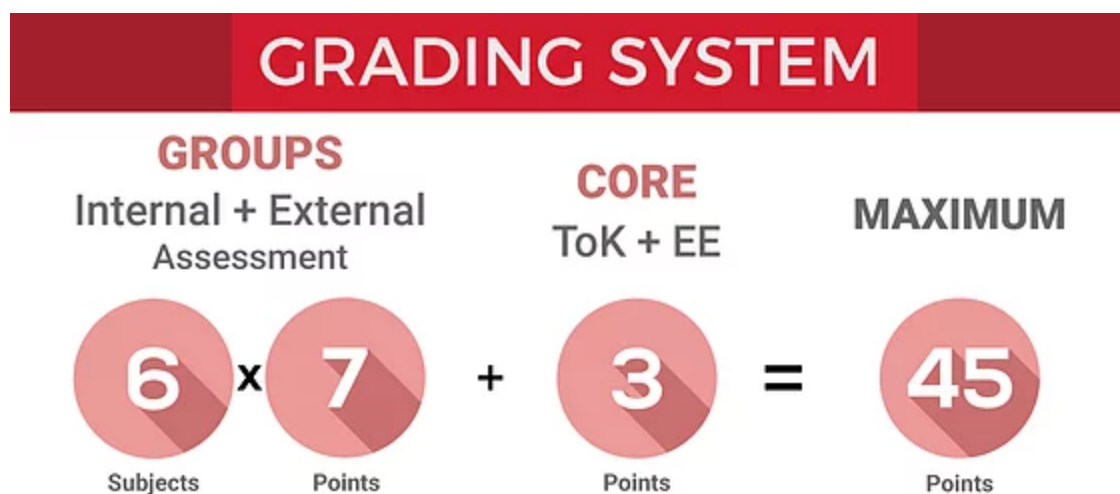 GRADING SYSTEM
GROUPS
Internal + External
Assessment
CORE
ToK + EE
MAXIMUM
6 x 7 + 3 = 45
Subjects Points Points Points